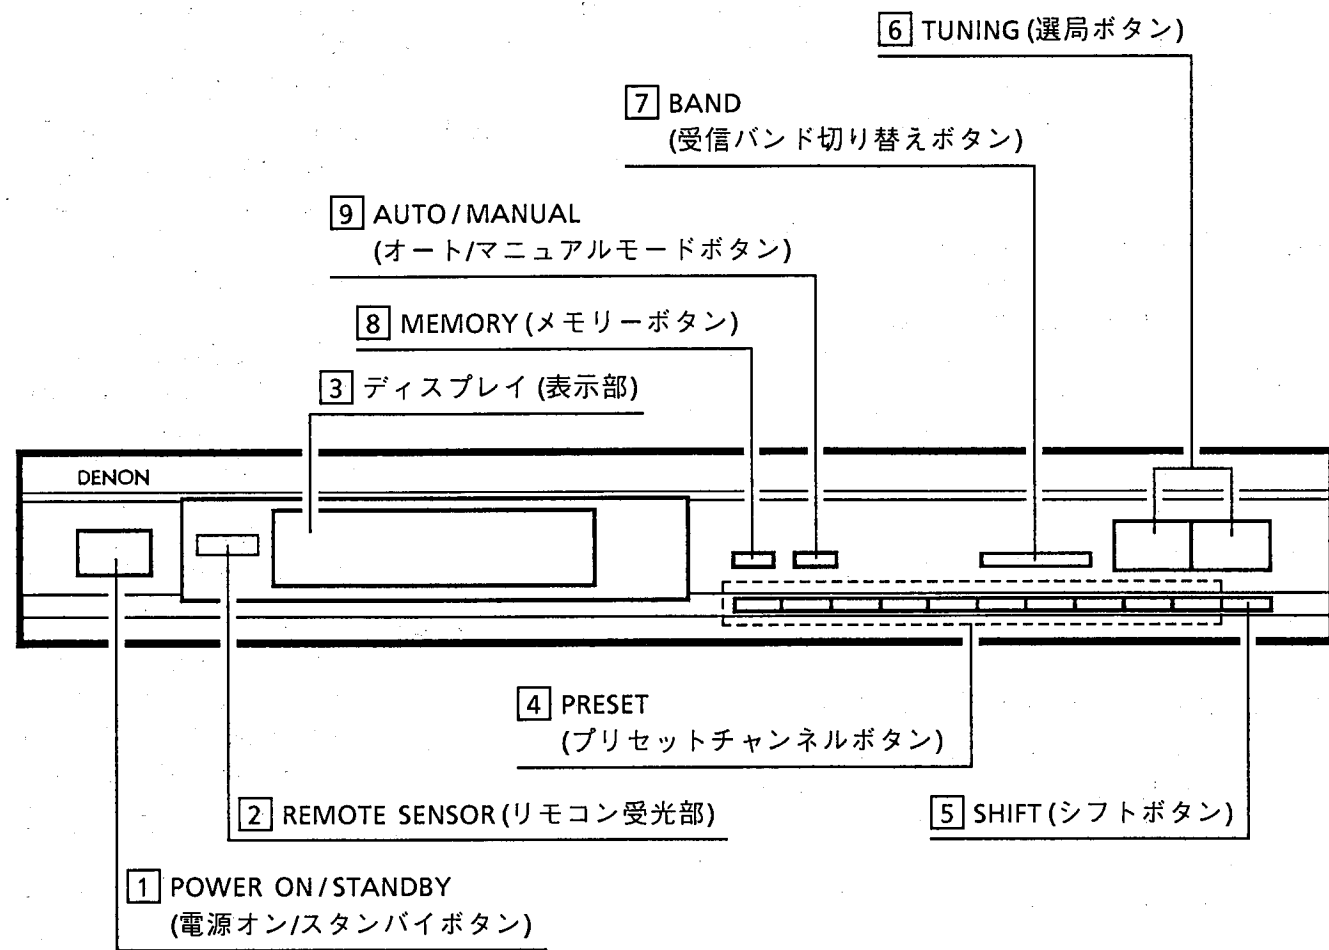 6 TUNING (選局ボタン)
7 BAND
(受信バンド切り替えボタン)
9 AUTO/MANUAL
(オート/マニュアルモードボタン)
8 MEMORY (メモリーボタン)
3 ディスプレイ (表示部)
DENON
4 PRESET
(プリセットチャンネルボタン)
2 REMOTE SENSOR (リモコン受光部)
5 SHIFT (シフトボタン)
1 POWER ON/STANDBY
(電源オン/スタンバイボタン)